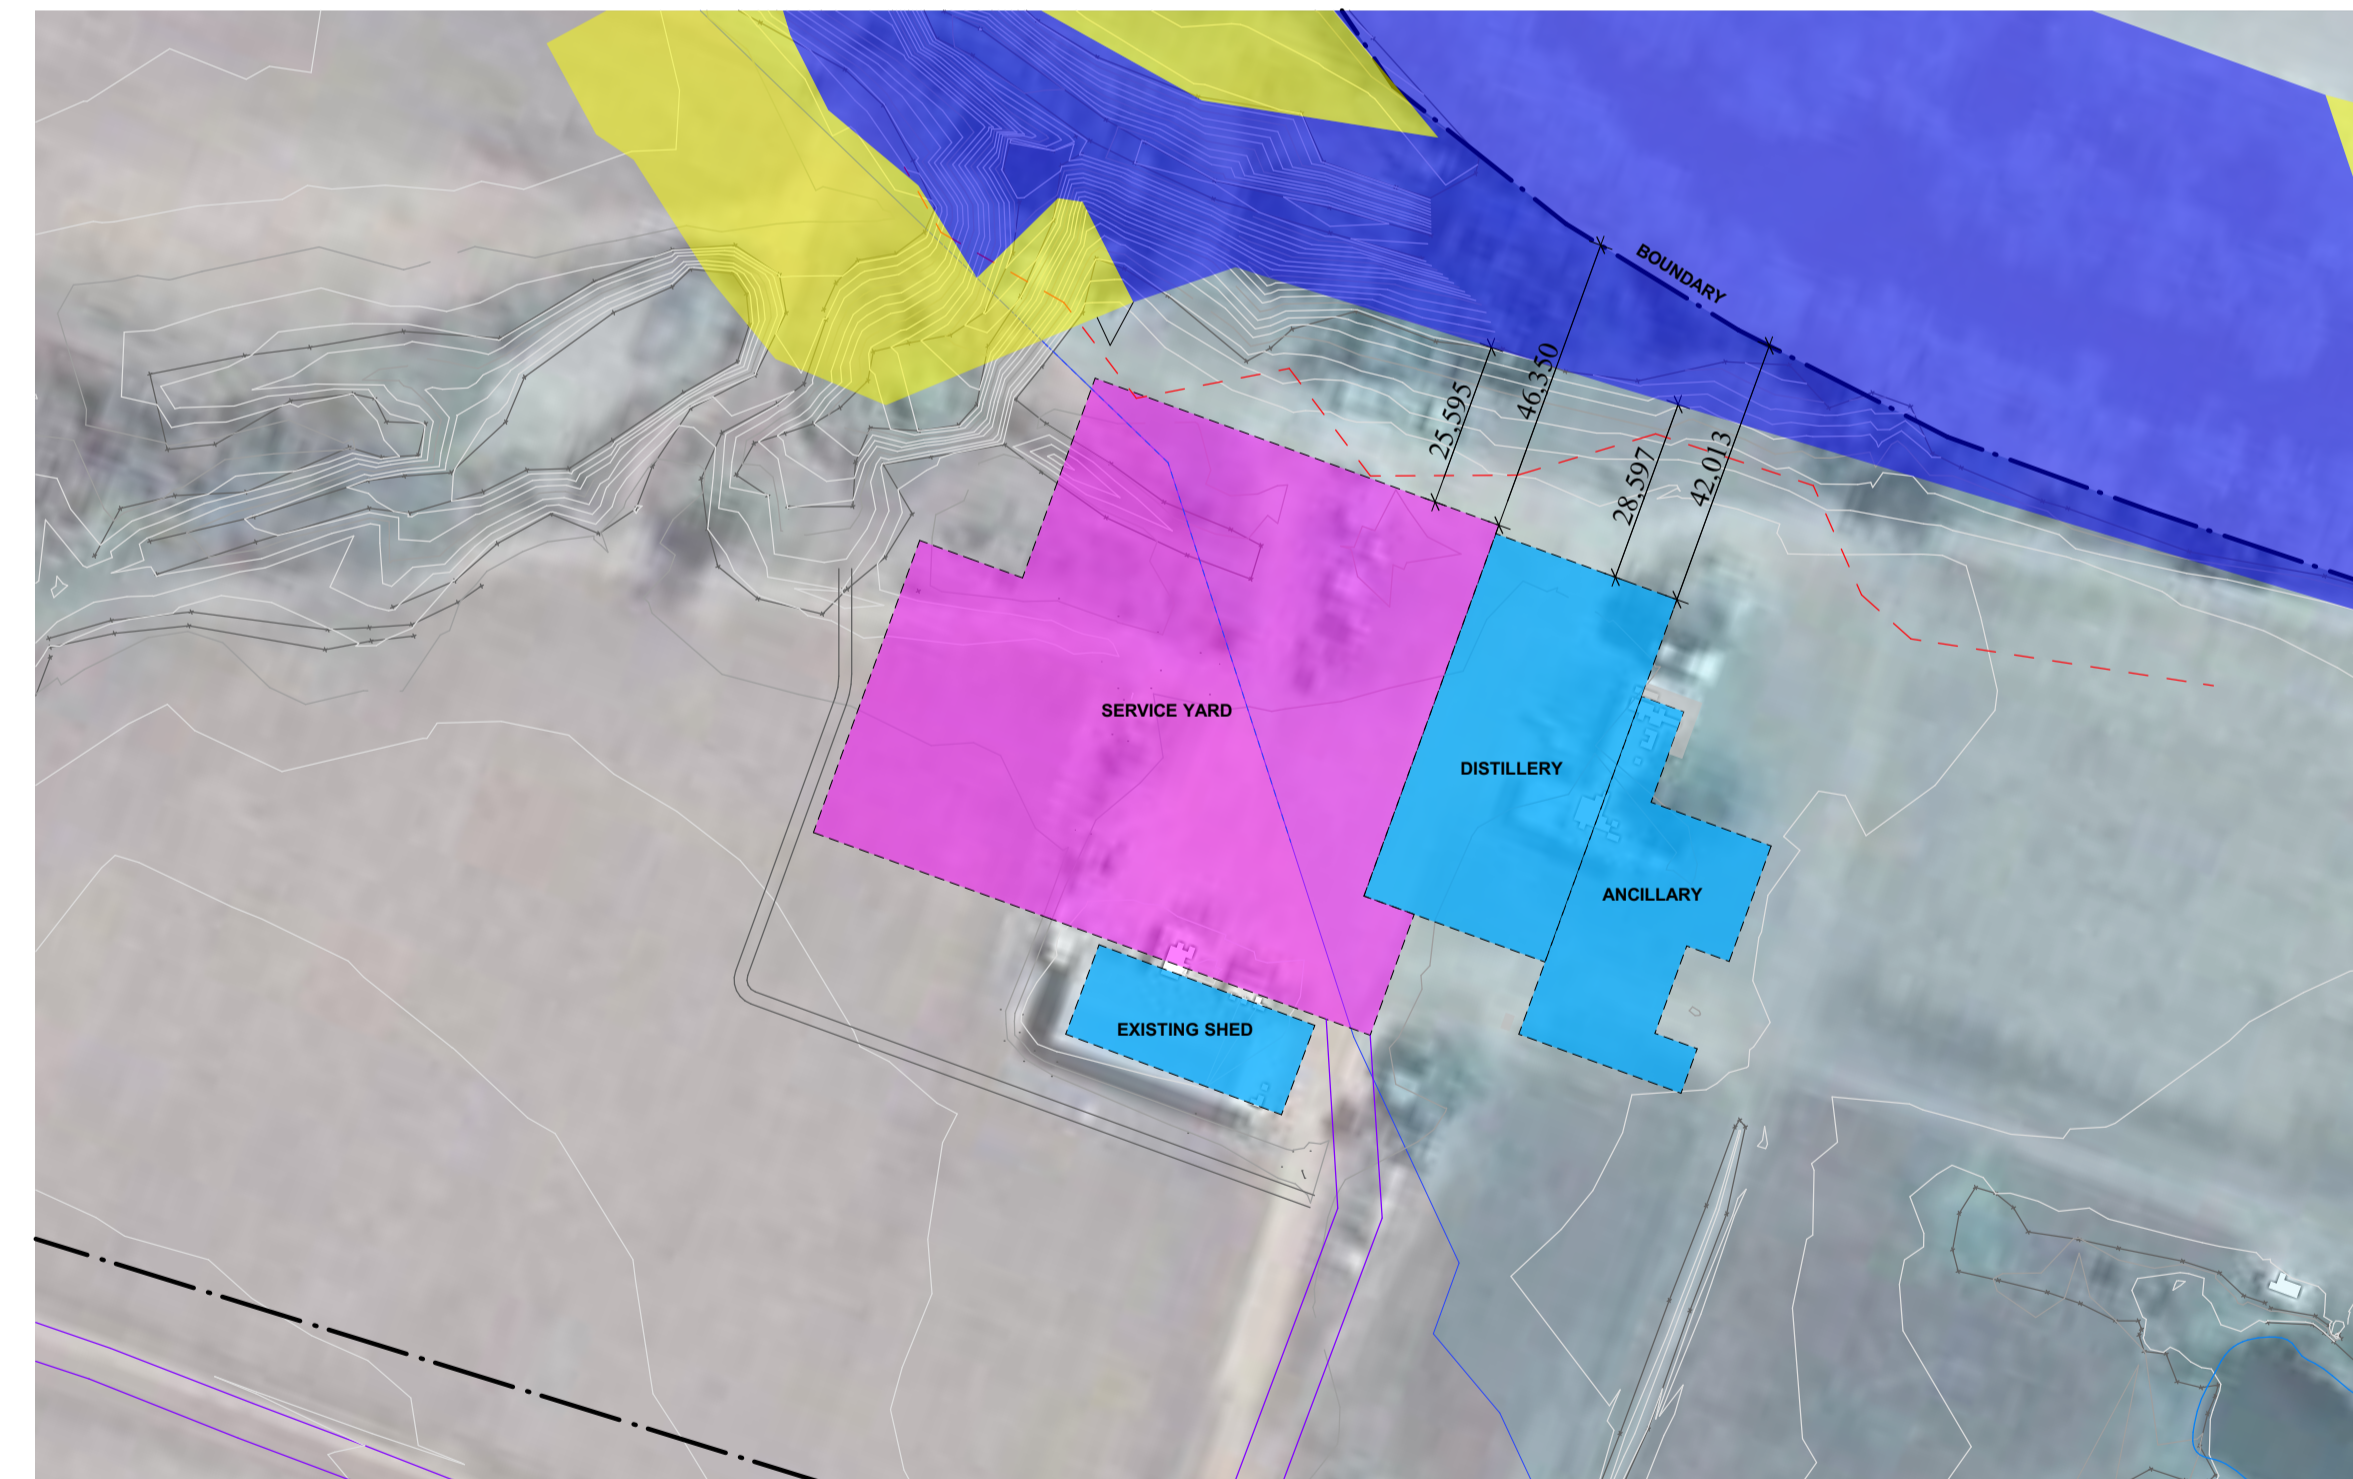 BOUNDARY
25,595
46,350
28,597
42,013
SERVICE YARD
DISTILLERY
ANCILLARY
EXISTING SHED